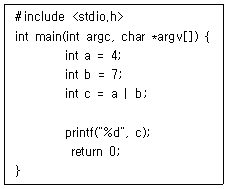 #include <stdio.h>
int main(int argc, char *argv[]) {
int a = 4;
int b = 7;
int c = a | b;
printf("%d", c);
return 0;
}